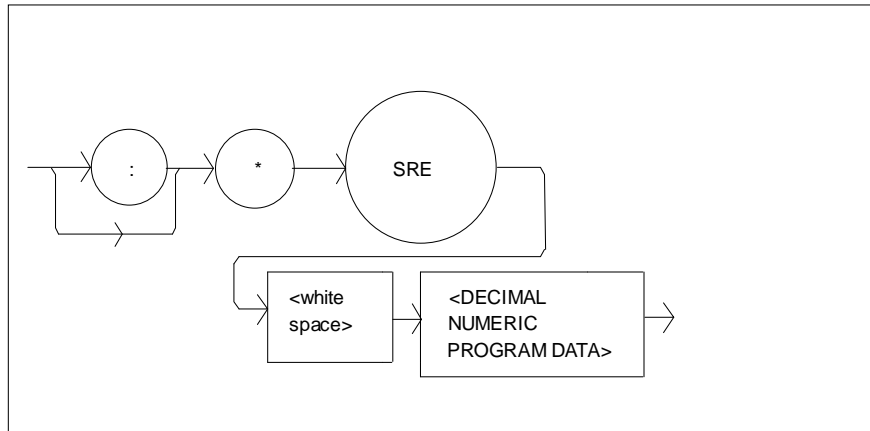 :
*
SRE
<white
space>
<DECIMAL
NUMERIC
PROGRAM DATA>